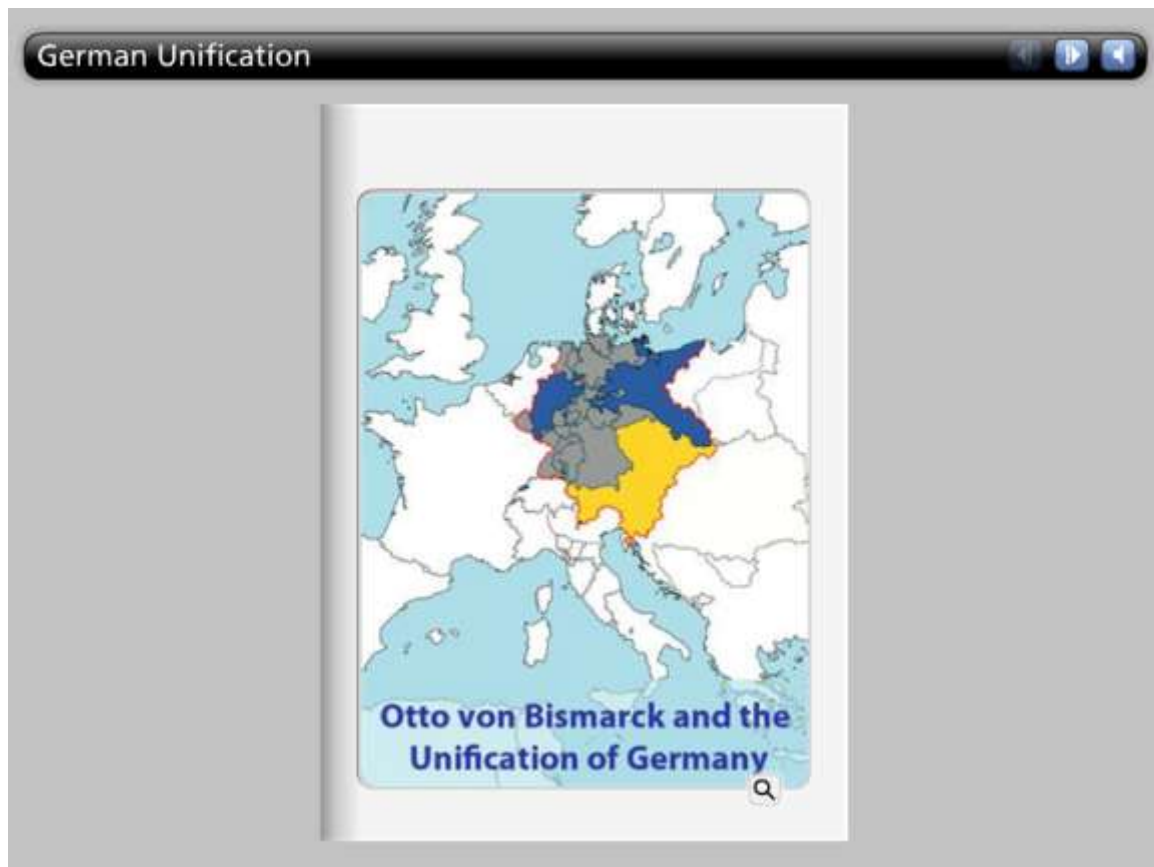 German Unification
Otto von Bismarck and the
Unification of Germany